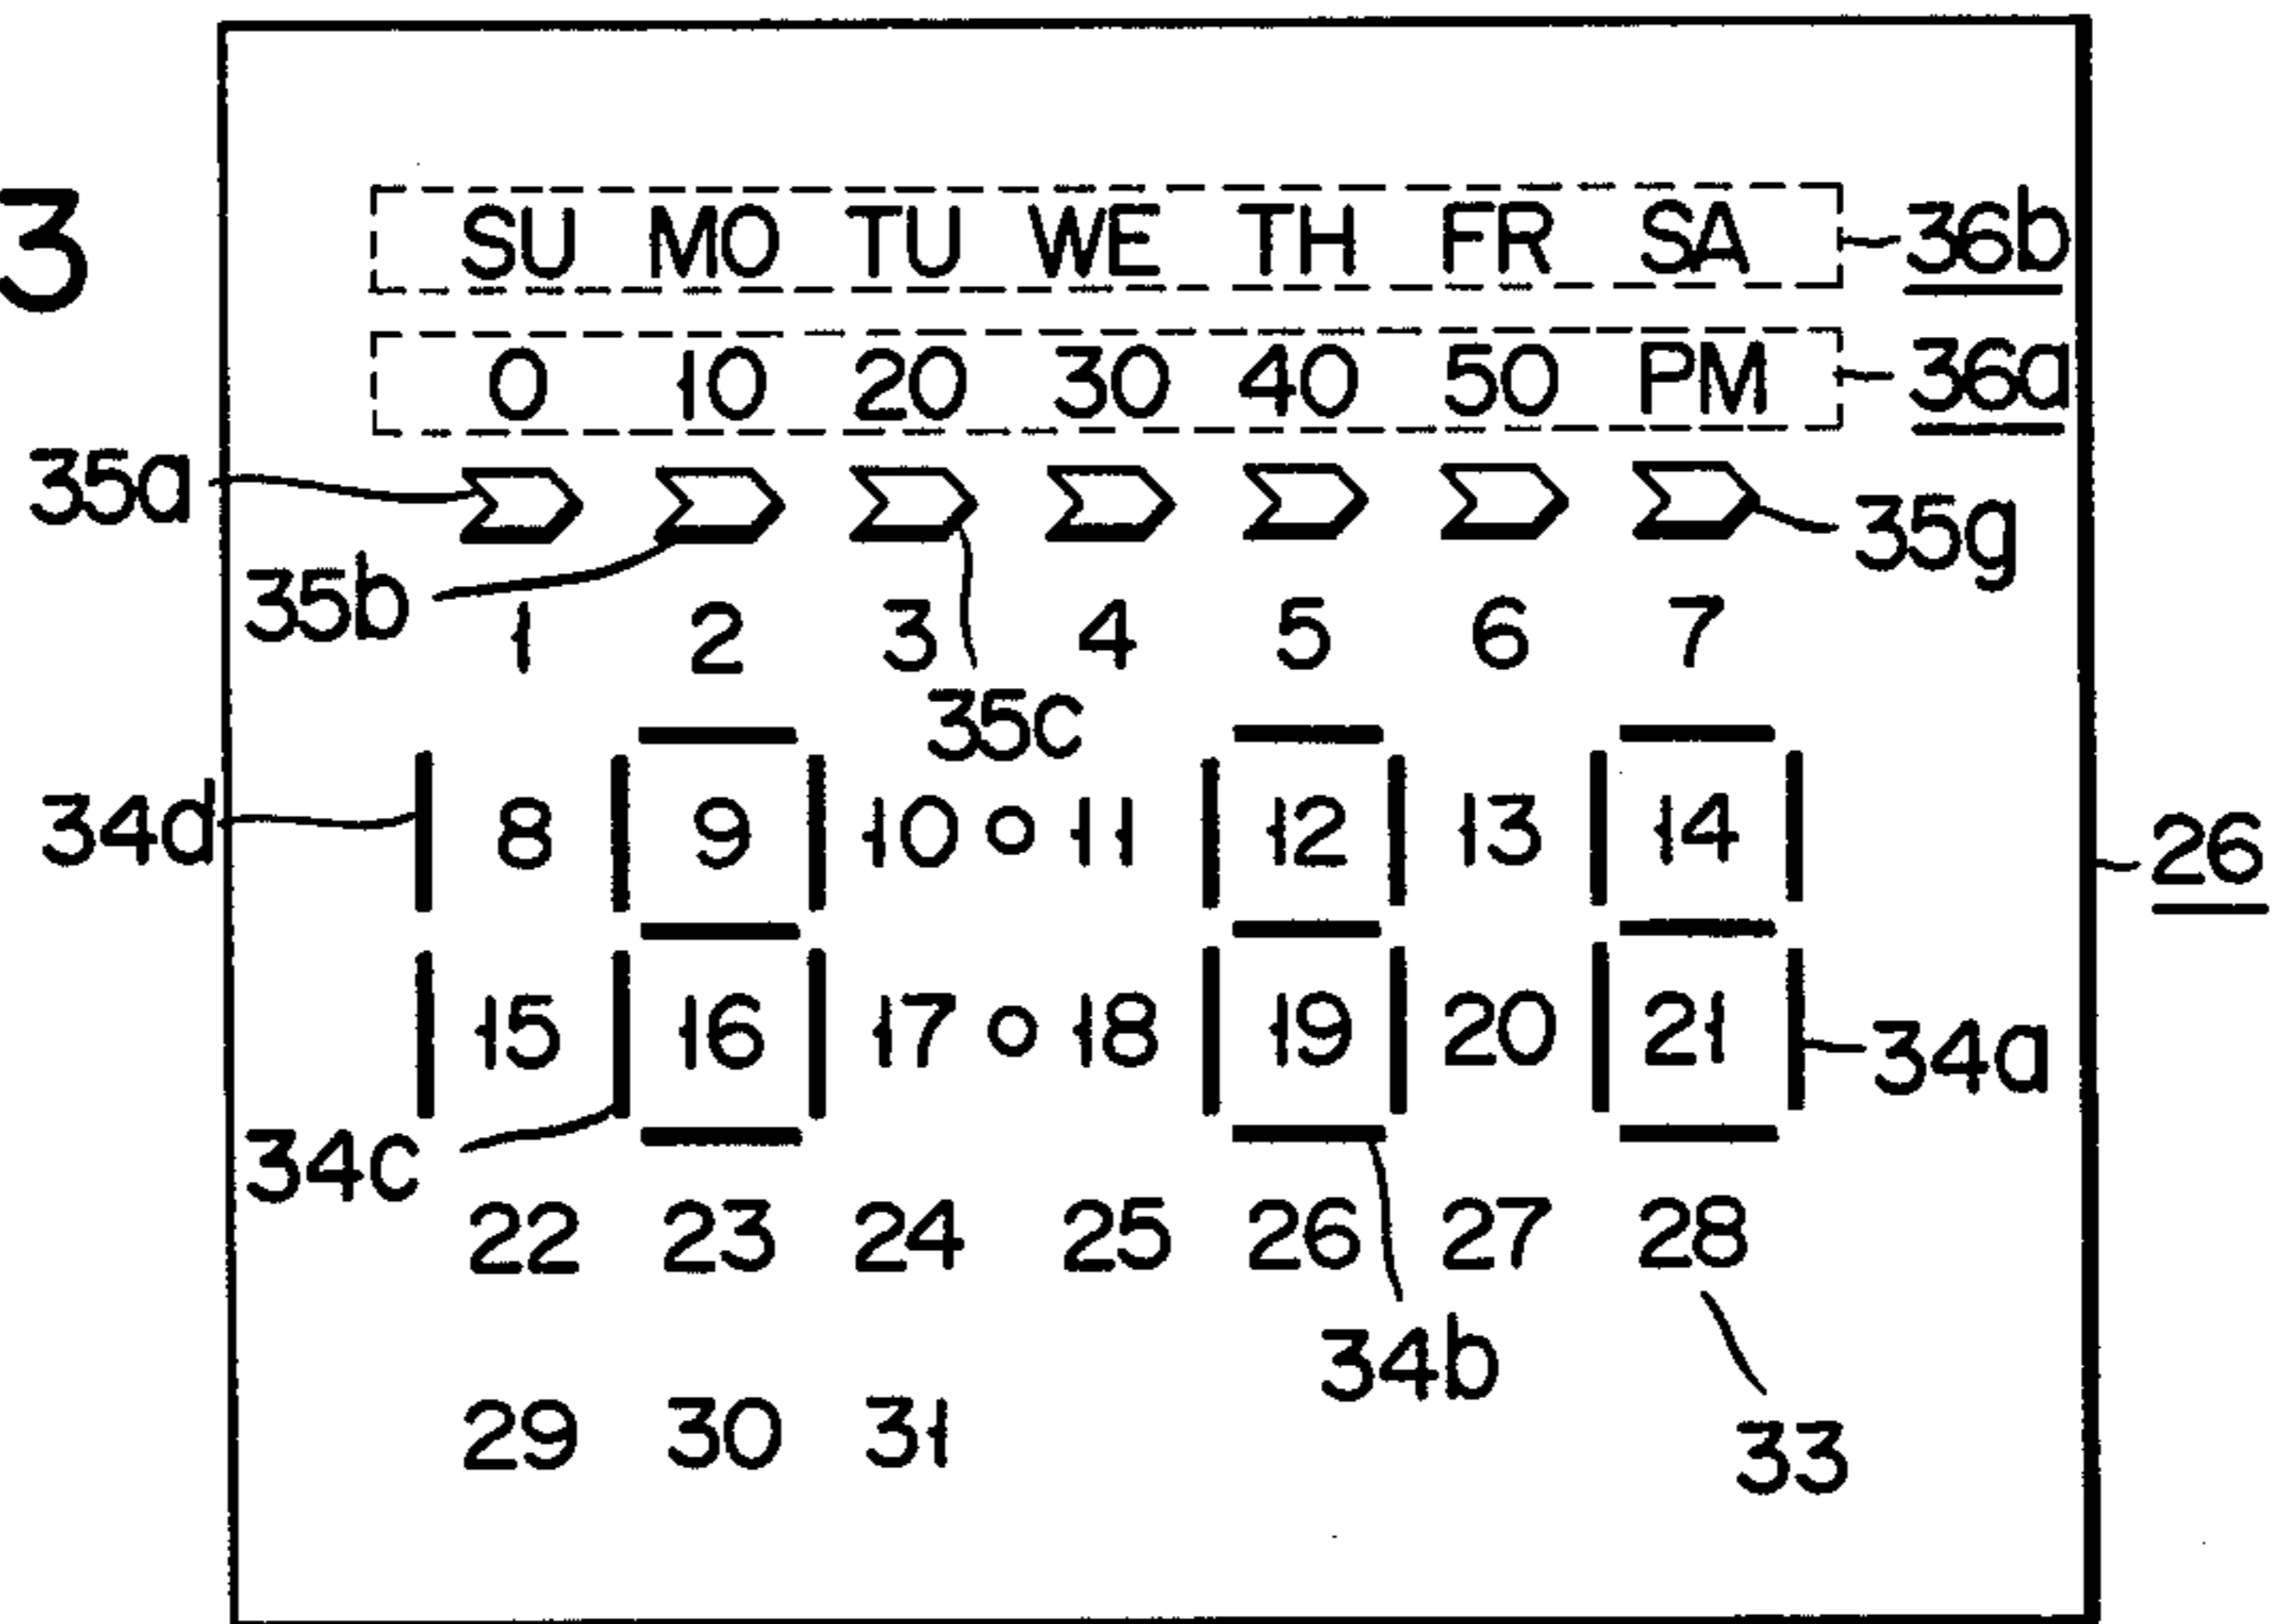 3
SU MO TU WE TH FR SA 36b
0 10 20 30 40 50 PM 36a
35a 35g
35b 1 2 3 4 5 6 7
35c
34d 8 9 10 11 12 13 14 26
15 16 17 18 19 20 21 34a
34c
22 23 24 25 26 27 28
34b
29 30 31 33